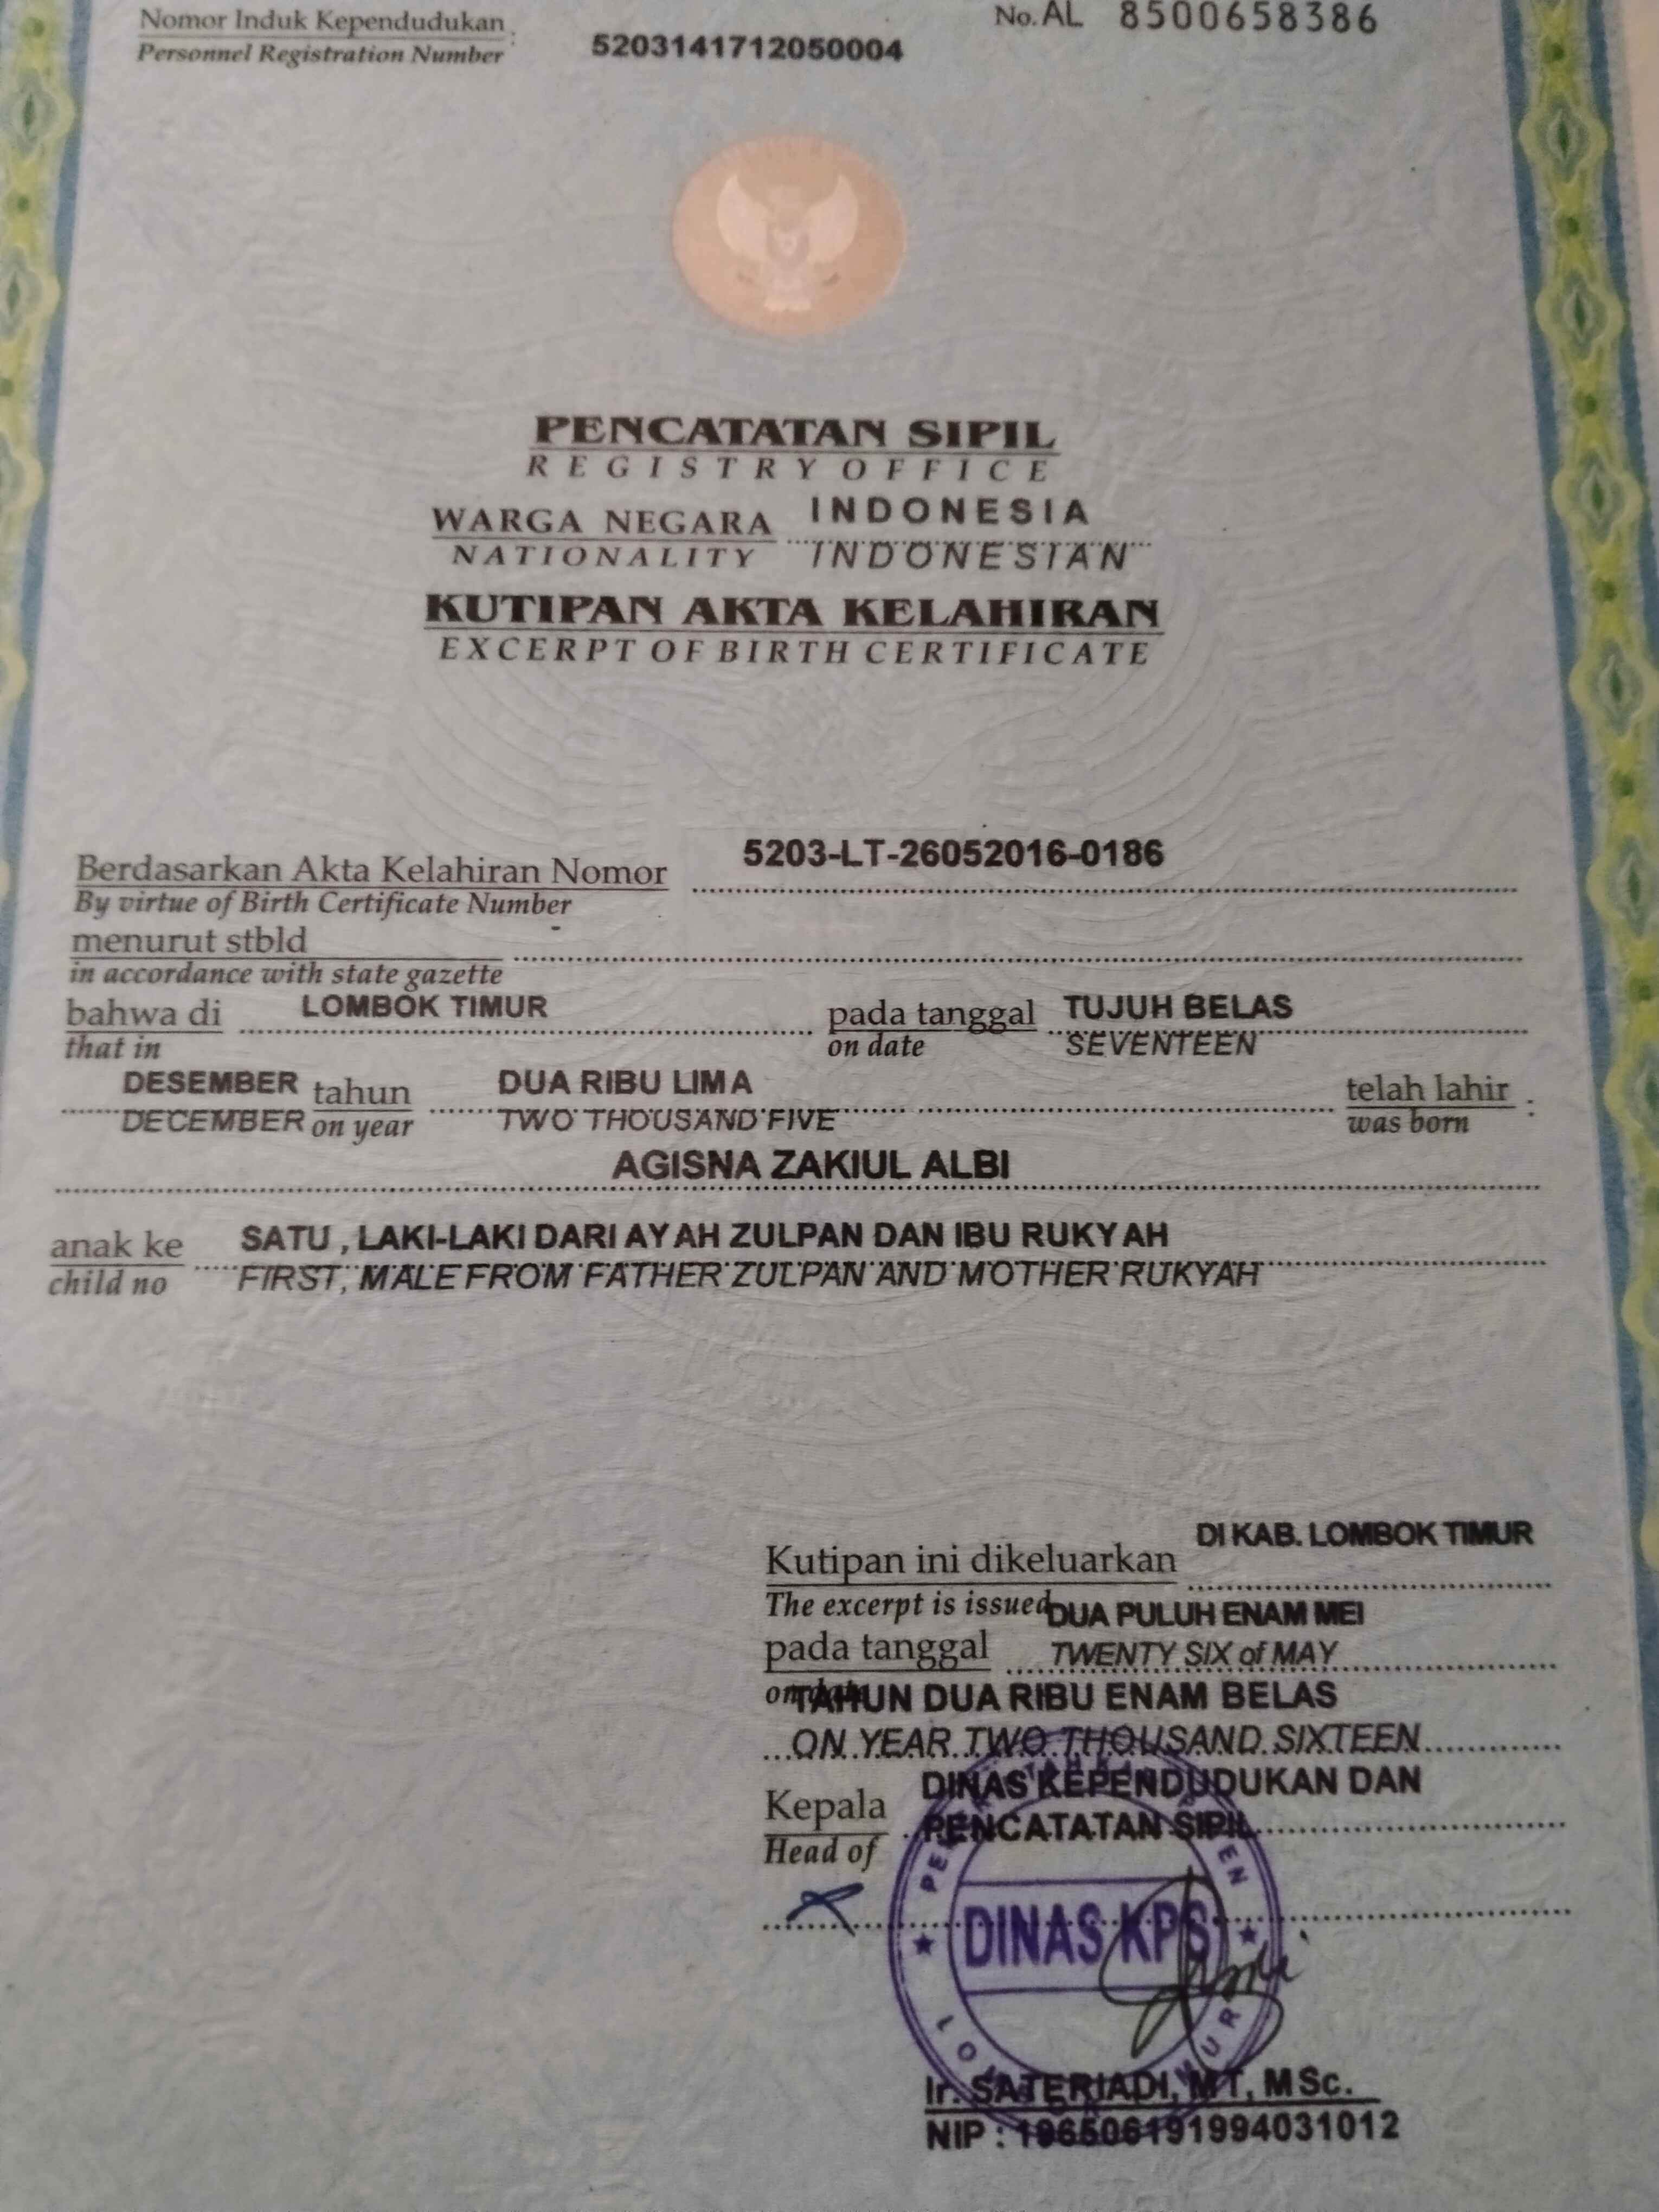 Nomor Induk Kependudukan : No. AL 8500658386
Personnel Registration Number 5203141712050004
PENCATATAN SIPIL
REGISTRY OFFICE
WARGA NEGARA INDONESIA
NATIONALITY INDONESIAN
KUTIPAN AKTA KELAHIRAN
EXCERPT OF BIRTH CERTIFICATE
Berdasarkan Akta Kelahiran Nomor 5203-LT-26052016-0186
By virtue of Birth Certificate Number
menurut stbld -
in accordance with state gazette
bahwa di LOMBOK TIMUR pada tanggal TUJUH BELAS
that in on date SEVENTEEN
DESEMBER tahun DUA RIBU LIMA telah lahir :
DECEMBER on year TWO THOUSAND FIVE was born
AGISNA ZAKIUL ALBI
anak ke SATU , LAKI-LAKI DARI AYAH ZULPAN DAN IBU RUKYAH
child no FIRST, MALE FROM FATHER ZULPAN AND MOTHER RUKYAH
Kutipan ini dikeluarkan DI KAB. LOMBOK TIMUR
The excerpt is issued DUA PULUH ENAM MEI
pada tanggal TWENTY SIX of MAY
on date TAHUN DUA RIBU ENAM BELAS
ON YEAR TWO THOUSAND SIXTEEN
Kepala DINAS KEPENDUDUKAN DAN
PENCATATAN SIPIL
Head of
DINAS KPS
Ir. SATERIADI, MT, MSc.
NIP : 196506191994031012